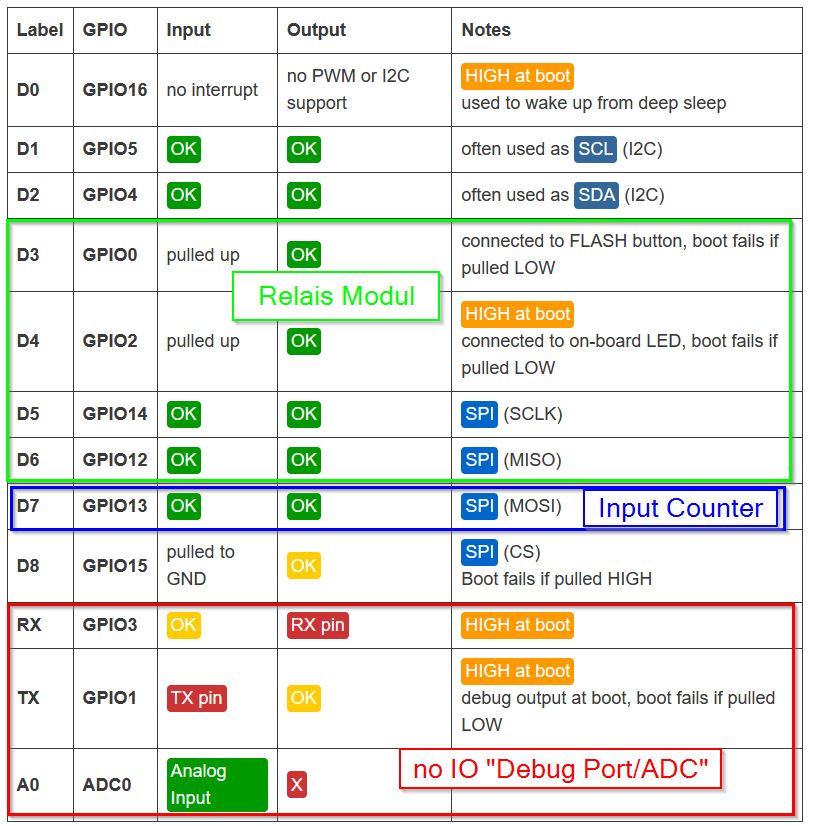 Label GPIO Input Output Notes
D0 GPIO16 no interrupt no PWM or I2C support HIGH at boot
used to wake up from deep sleep
D1 GPIO5 OK OK often used as SCL (I2C)
D2 GPIO4 OK OK often used as SDA (I2C)
D3 GPIO0 pulled up OK connected to FLASH button, boot fails if
pulled LOW
Relais Modul
D4 GPIO2 pulled up OK HIGH at boot
connected to on-board LED, boot fails if
pulled LOW
D5 GPIO14 OK OK SPI (SCLK)
D6 GPIO12 OK OK SPI (MISO)
D7 GPIO13 OK OK SPI (MOSI) Input Counter
D8 GPIO15 pulled to GND OK SPI (CS)
Boot fails if pulled HIGH
RX GPIO3 OK RX pin HIGH at boot
TX GPIO1 TX pin OK HIGH at boot
debug output at boot, boot fails if pulled
LOW
no IO "Debug Port/ADC"
A0 ADC0 Analog Input X